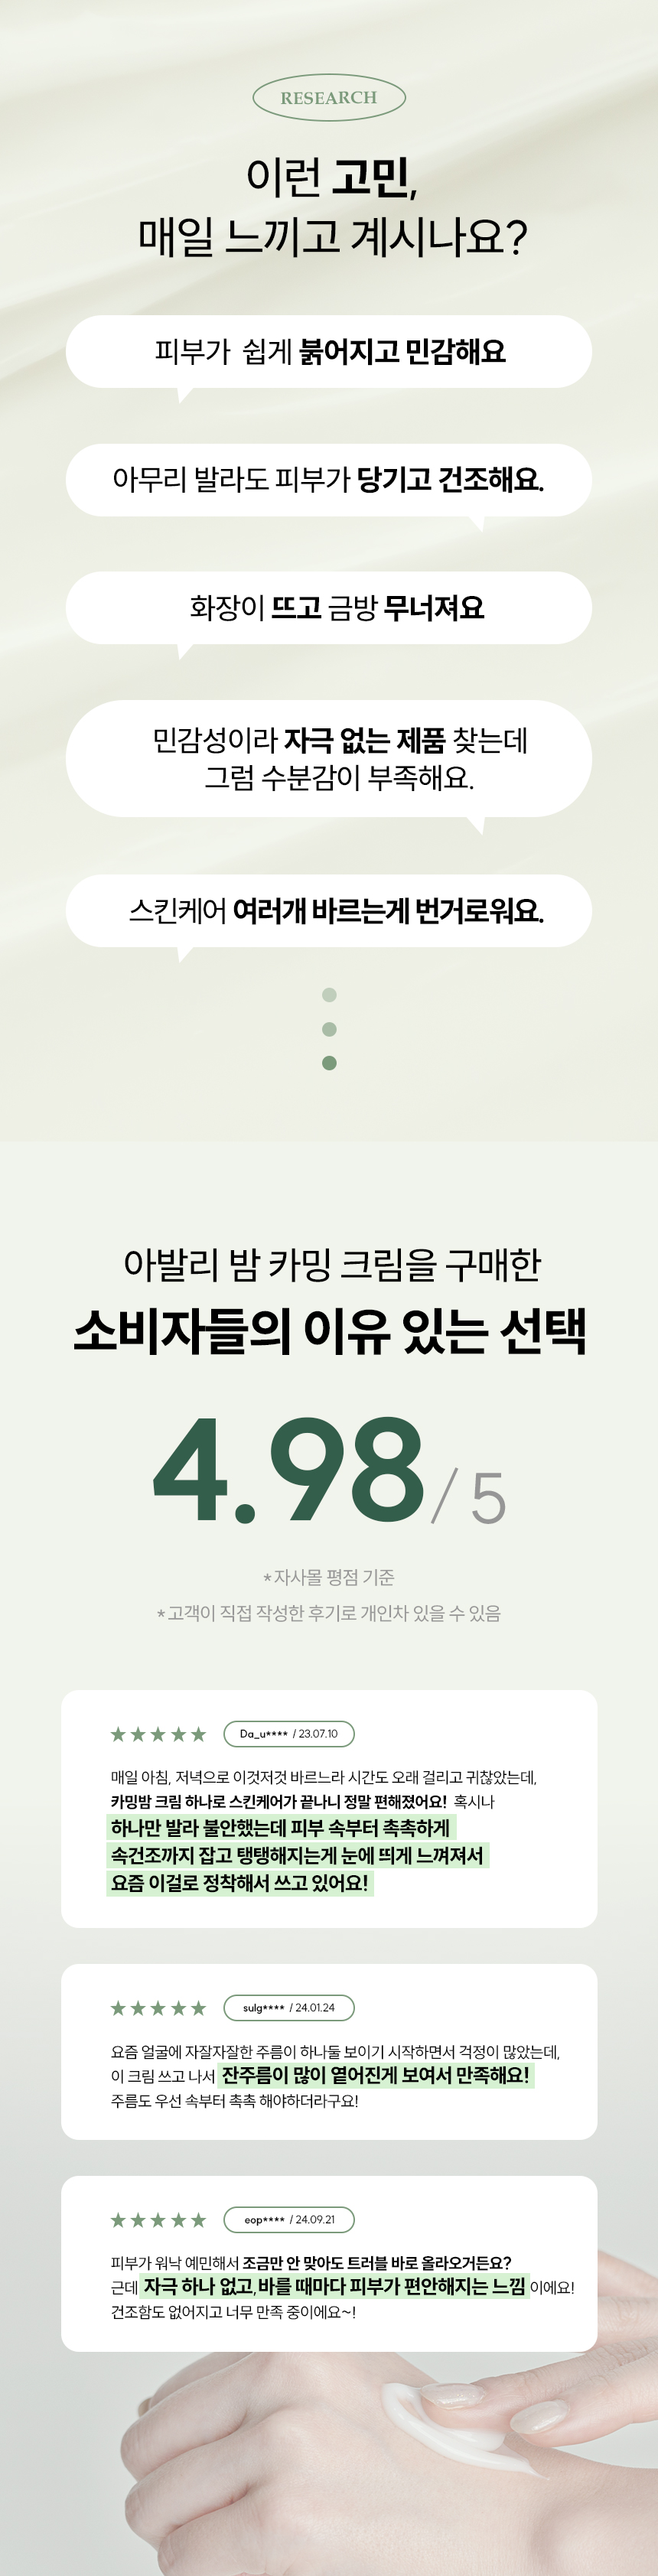 RESEARCH
이런 고민,
매일 느끼고 계시나요?
피부가 쉽게 붉어지고 민감해요
아무리 발라도 피부가 당기고 건조해요.
화장이 뜨고 금방 무너져요
민감성이라 자극 없는 제품 찾는데
그럼 수분감이 부족해요.
스킨케어 여러개 바르는게 번거로워요.
아발리 밤 카밍 크림을 구매한
소비자들의 이유 있는 선택
4.98/5
*자사몰 평점 기준
*고객이 직접 작성한 후기로 개인차 있을 수 있음
★★★★★ Da_u**** / 23.07.10
매일 아침, 저녁으로 이것저것 바르느라 시간도 오래 걸리고 귀찮았는데,
카밍밤 크림 하나로 스킨케어가 끝나니 정말 편해졌어요! 혹시나
하나만 발라 불안했는데 피부 속부터 촉촉하게
속건조까지 잡고 탱탱해지는게 눈에 띄게 느껴져서
요즘 이걸로 정착해서 쓰고 있어요!
★★★★★ sulg**** / 24.01.24
요즘 얼굴에 자잘자잘한 주름이 하나둘 보이기 시작하면서 걱정이 많았는데,
이 크림 쓰고 나서 잔주름이 많이 옅어진게 보여서 만족해요!
주름도 우선 속부터 촉촉 해야하더라구요!
★★★★★ eop**** / 24.09.21
피부가 워낙 예민해서 조금만 안 맞아도 트러블 바로 올라오거든요?
근데 자극 하나 없고,바를 때마다 피부가 편안해지는 느낌 이에요!
건조함도 없어지고 너무 만족 중이에요~!